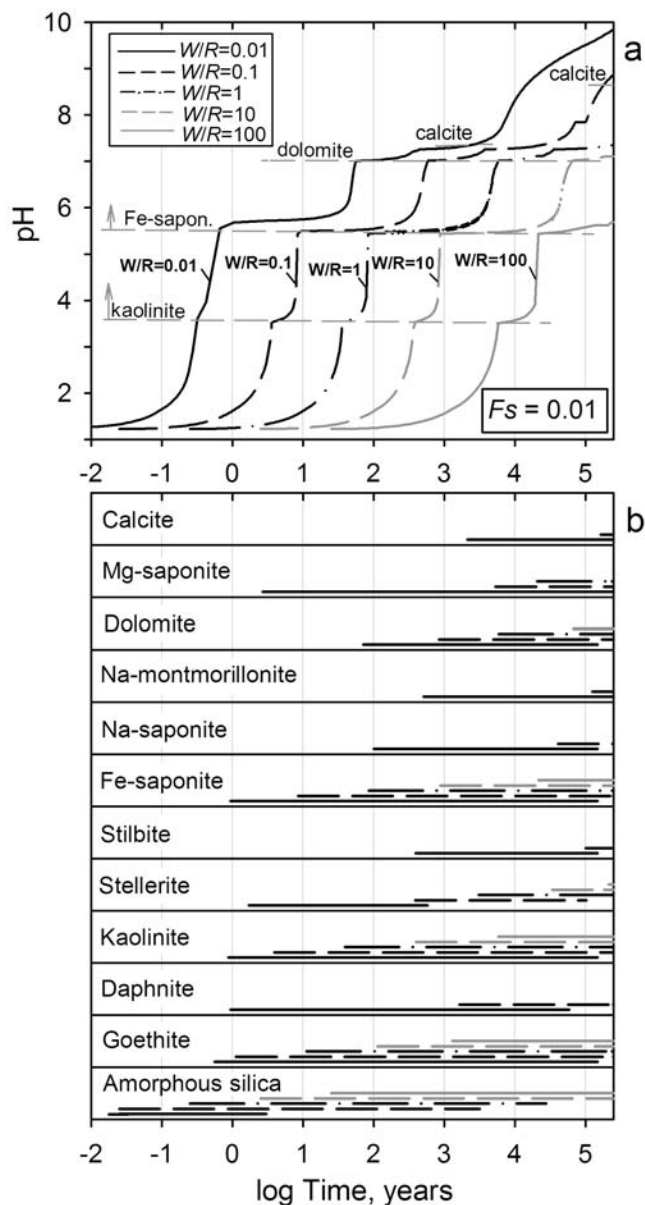 10
8
6
4
2
pH
a
W/R=0.01
W/R=0.1
W/R=1
W/R=10
W/R=100
calcite
calcite
dolomite
Fe-sapon.
W/R=0.01
W/R=0.1
W/R=1
W/R=10
W/R=100
kaolinite
Fs = 0.01
-2 -1 0 1 2 3 4 5
b
Calcite
Mg-saponite
Dolomite
Na-montmorillonite
Na-saponite
Fe-saponite
Stilbite
Stellerite
Kaolinite
Daphnite
Goethite
Amorphous silica
-2 -1 0 1 2 3 4 5
log Time, years